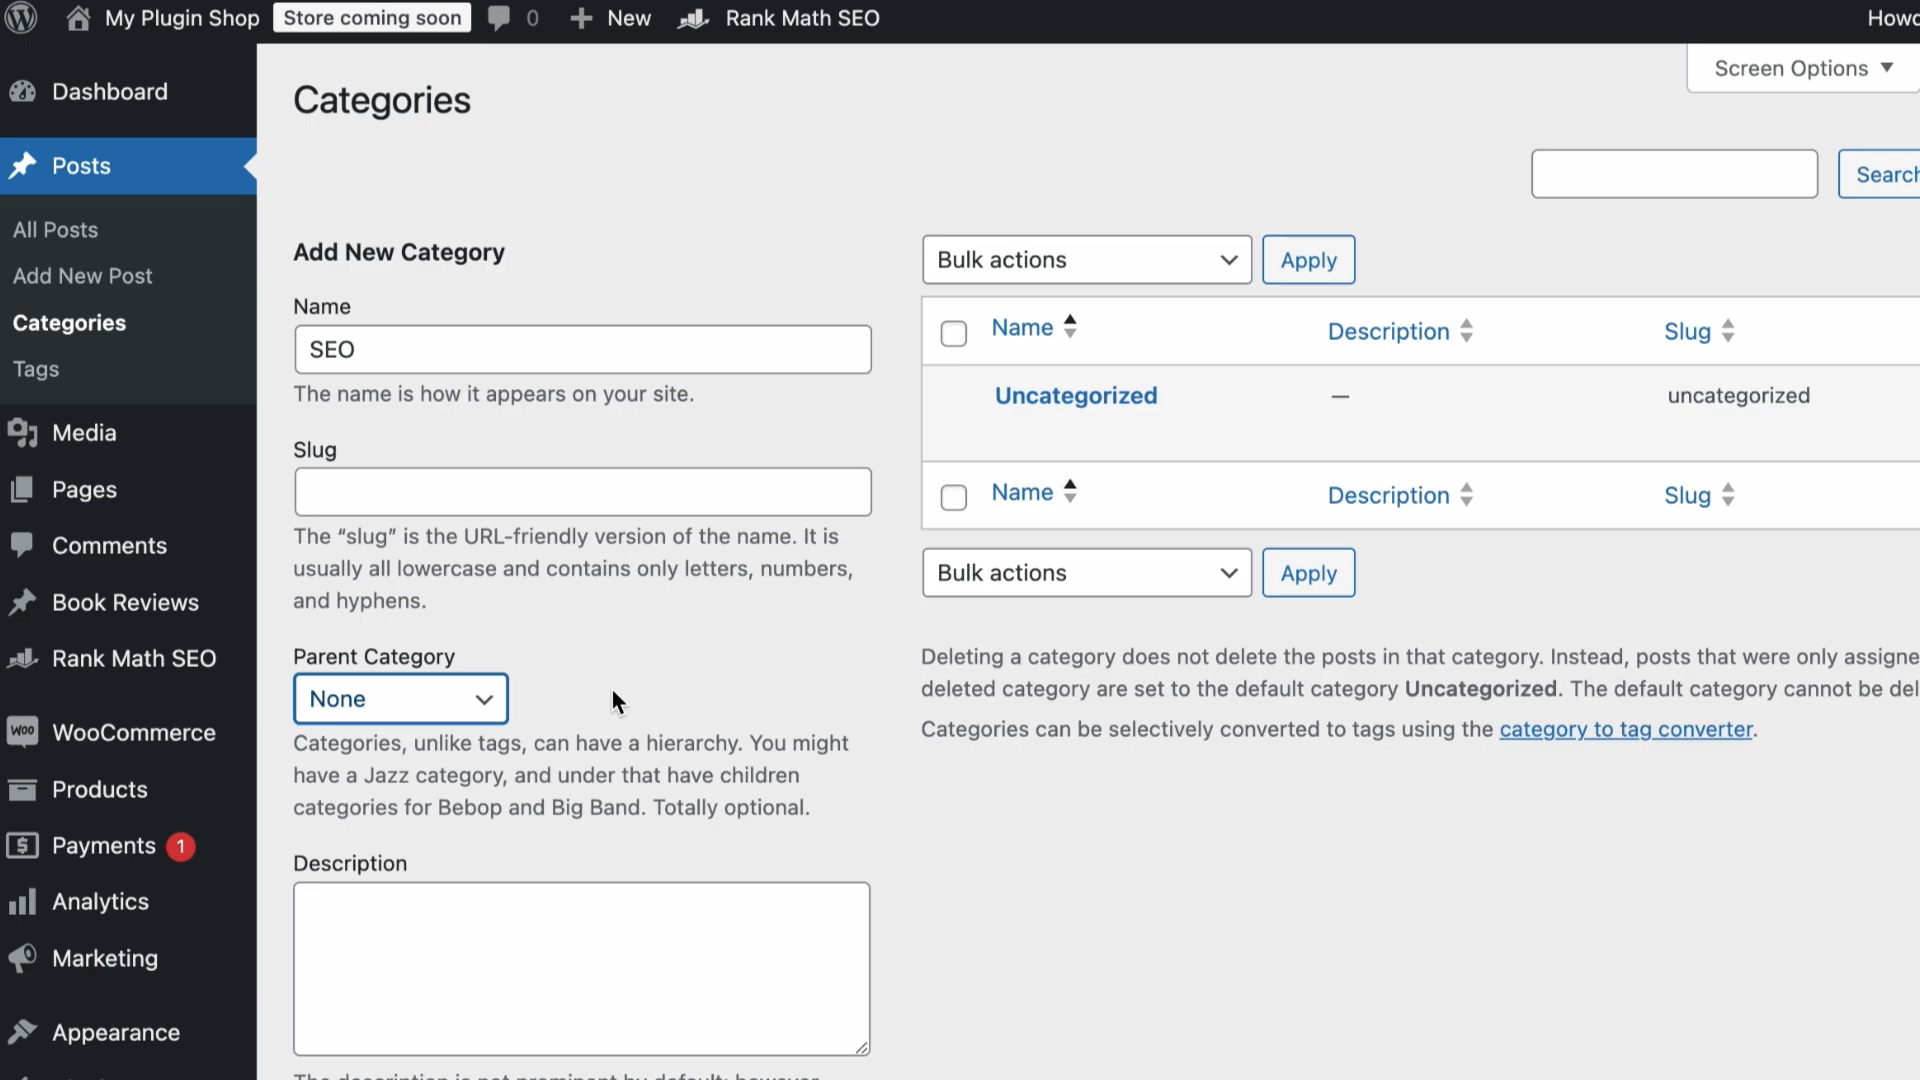 My Plugin Shop Store coming soon 0 New Rank Math SEO
Screen Options
Dashboard
Posts
All Posts
Add New Post
Categories
Tags
Media
Pages
Comments
Book Reviews
Rank Math SEO
WOO WooCommerce
Products
Payments 1
Analytics
Marketing
Appearance
Categories
Search
Add New Category
Name
SEO
The name is how it appears on your site.
Slug
The “slug” is the URL-friendly version of the name. It is
usually all lowercase and contains only letters, numbers,
and hyphens.
Parent Category
None
Categories, unlike tags, can have a hierarchy. You might
have a Jazz category, and under that have children
categories for Bebop and Big Band. Totally optional.
Description
The description is not prominent by default; however,
Bulk actions Apply
Name Description Slug
Uncategorized — uncategorized
Name Description Slug
Bulk actions Apply
Deleting a category does not delete the posts in that category. Instead, posts that were only assigne
deleted category are set to the default category Uncategorized. The default category cannot be del
Categories can be selectively converted to tags using the category to tag converter.